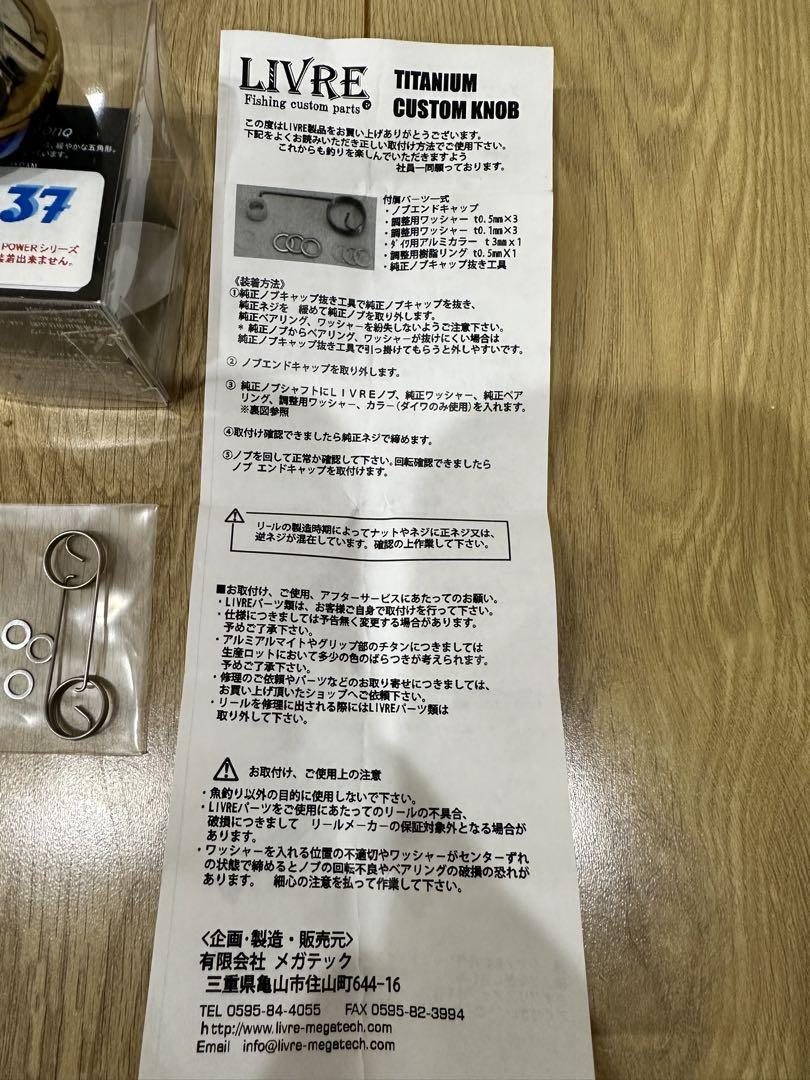 LIVRE
Fishing custom parts®
TITANIUM
CUSTOM KNOB
この度はLIVRE製品をお買い上げありがとうございます。
下記をよくお読みいただき正しい取付け方法でご使用下さい。
これからも釣りを楽しんでいただきますよう
社員一同願っております。
付属パーツ一式
・ノブエンドキャップ
・調整用ワッシャー t0.5mm×3
・調整用ワッシャー t0.1mm×3
・ダイワ用アルミカラー t3mmx1
・調整用樹脂リング t0.5mmX1
・純正ノブキャップ抜き工具
《装着方法》
①純正ノブキャップ抜き工具で純正ノブキャップを抜き、
純正ネジを 緩めて純正ノブを取り外します。
純正ベアリング、ワッシャーを紛失しないようご注意下さい。
* 純正ノブからベアリング、ワッシャーが抜けにくい場合は
純正ノブキャップ抜き工具で引っ掛けてもらうと外しやすいです。
② ノブエンドキャップを取り外します。
③ 純正ノブシャフトにLIVREノブ、純正ワッシャー、純正ベア
リング、調整用ワッシャー、カラー(ダイワのみ使用)を入れます。
※裏図参照
④取付け確認できましたら純正ネジで締めます。
⑤ノブを回して正常か確認して下さい。回転確認できましたら
ノブ エンドキャップを取付けます。
リールの製造時期によってナットやネジに正ネジ又は、
逆ネジが混在しています。確認の上作業して下さい。
■お取付け、ご使用、アフターサービスにあたってのお願い。
・LIVREパーツ類は、お客様ご自身で取付けを行って下さい。
・仕様につきましては予告無く変更する場合があります。
予めご了承下さい。
・アルミアルマイトやグリップ部のチタンにつきましては
生産ロットにおいて多少の色のばらつきが考えられます。
予めご了承下さい。
・修理のご依頼やパーツなどのお取り寄せにつきましては、
お買い上げ頂いたショップへご依頼下さい。
・リールを修理に出される際にはLIVREパーツ類は
取り外して下さい。
お取付け、ご使用上の注意
・魚釣り以外の目的に使用しないで下さい。
・LIVREパーツをご使用にあたってのリールの不具合、
破損につきまして リールメーカーの保証対象外となる場合が
あります。
・ワッシャーを入れる位置の不適切やワッシャーがセンターずれ
の状態で締めるとノブの回転不良やベアリングの破損の恐れが
あります。 細心の注意を払って作業して下さい。
<企画・製造・販売元>
有限会社 メガテック
三重県亀山市住山町644-16
TEL 0595-84-4055 FAX 0595-82-3994
http://www.livre-megatech.com
Email info@livre-megatech.com
緩やかな五角形。
います。
37
POWERシリーズ
装着出来ません。